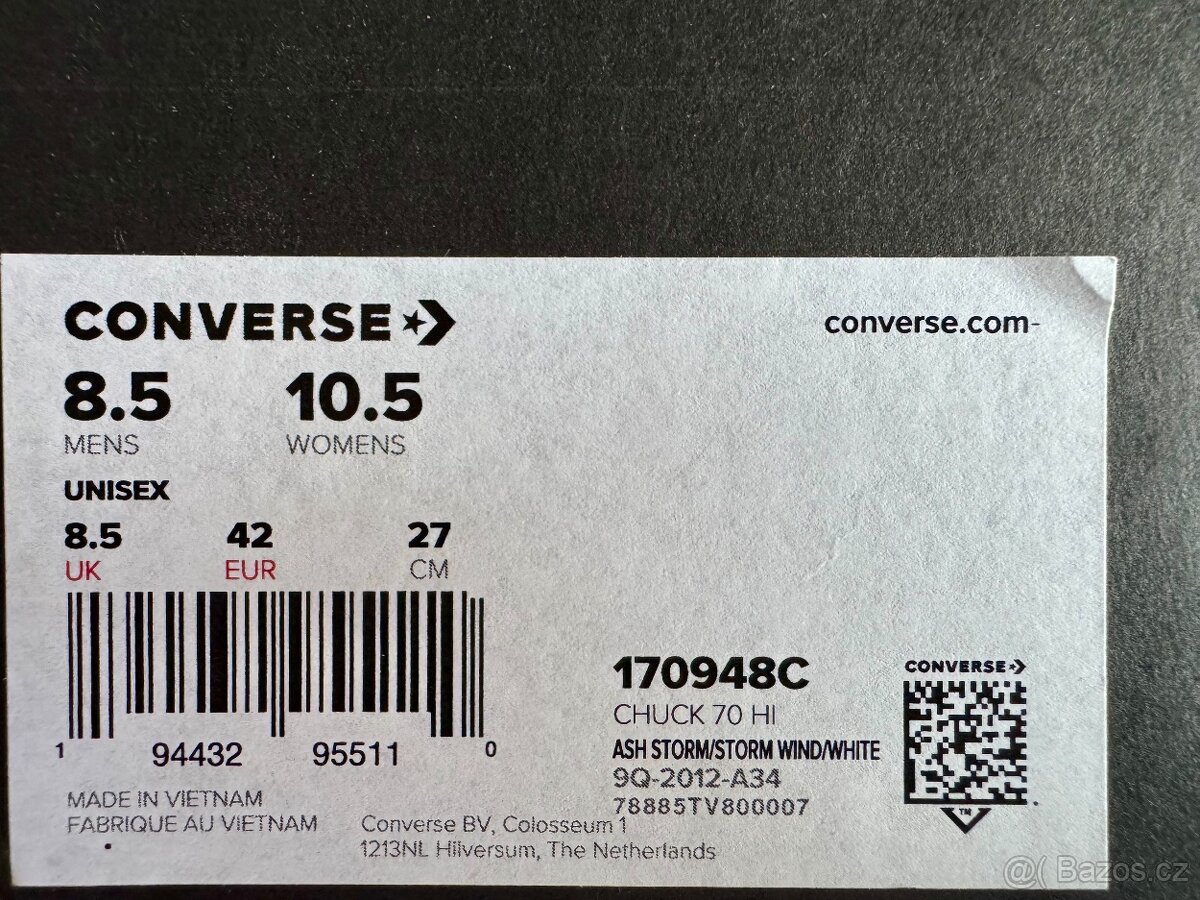 CONVERSE
converse.com-
8.5 10.5
MENS WOMENS
UNISEX
8.5 42 27
UK EUR CM
1 94432 95511 0
170948C
CHUCK 70 HI
ASH STORM/STORM WIND/WHITE
9Q-2012-A34
78885TV800007
CONVERSE
TM
MADE IN VIETNAM
FABRIQUE AU VIETNAM
Converse BV, Colosseum 1
1213NL Hilversum, The Netherlands
@( Bazos.cz